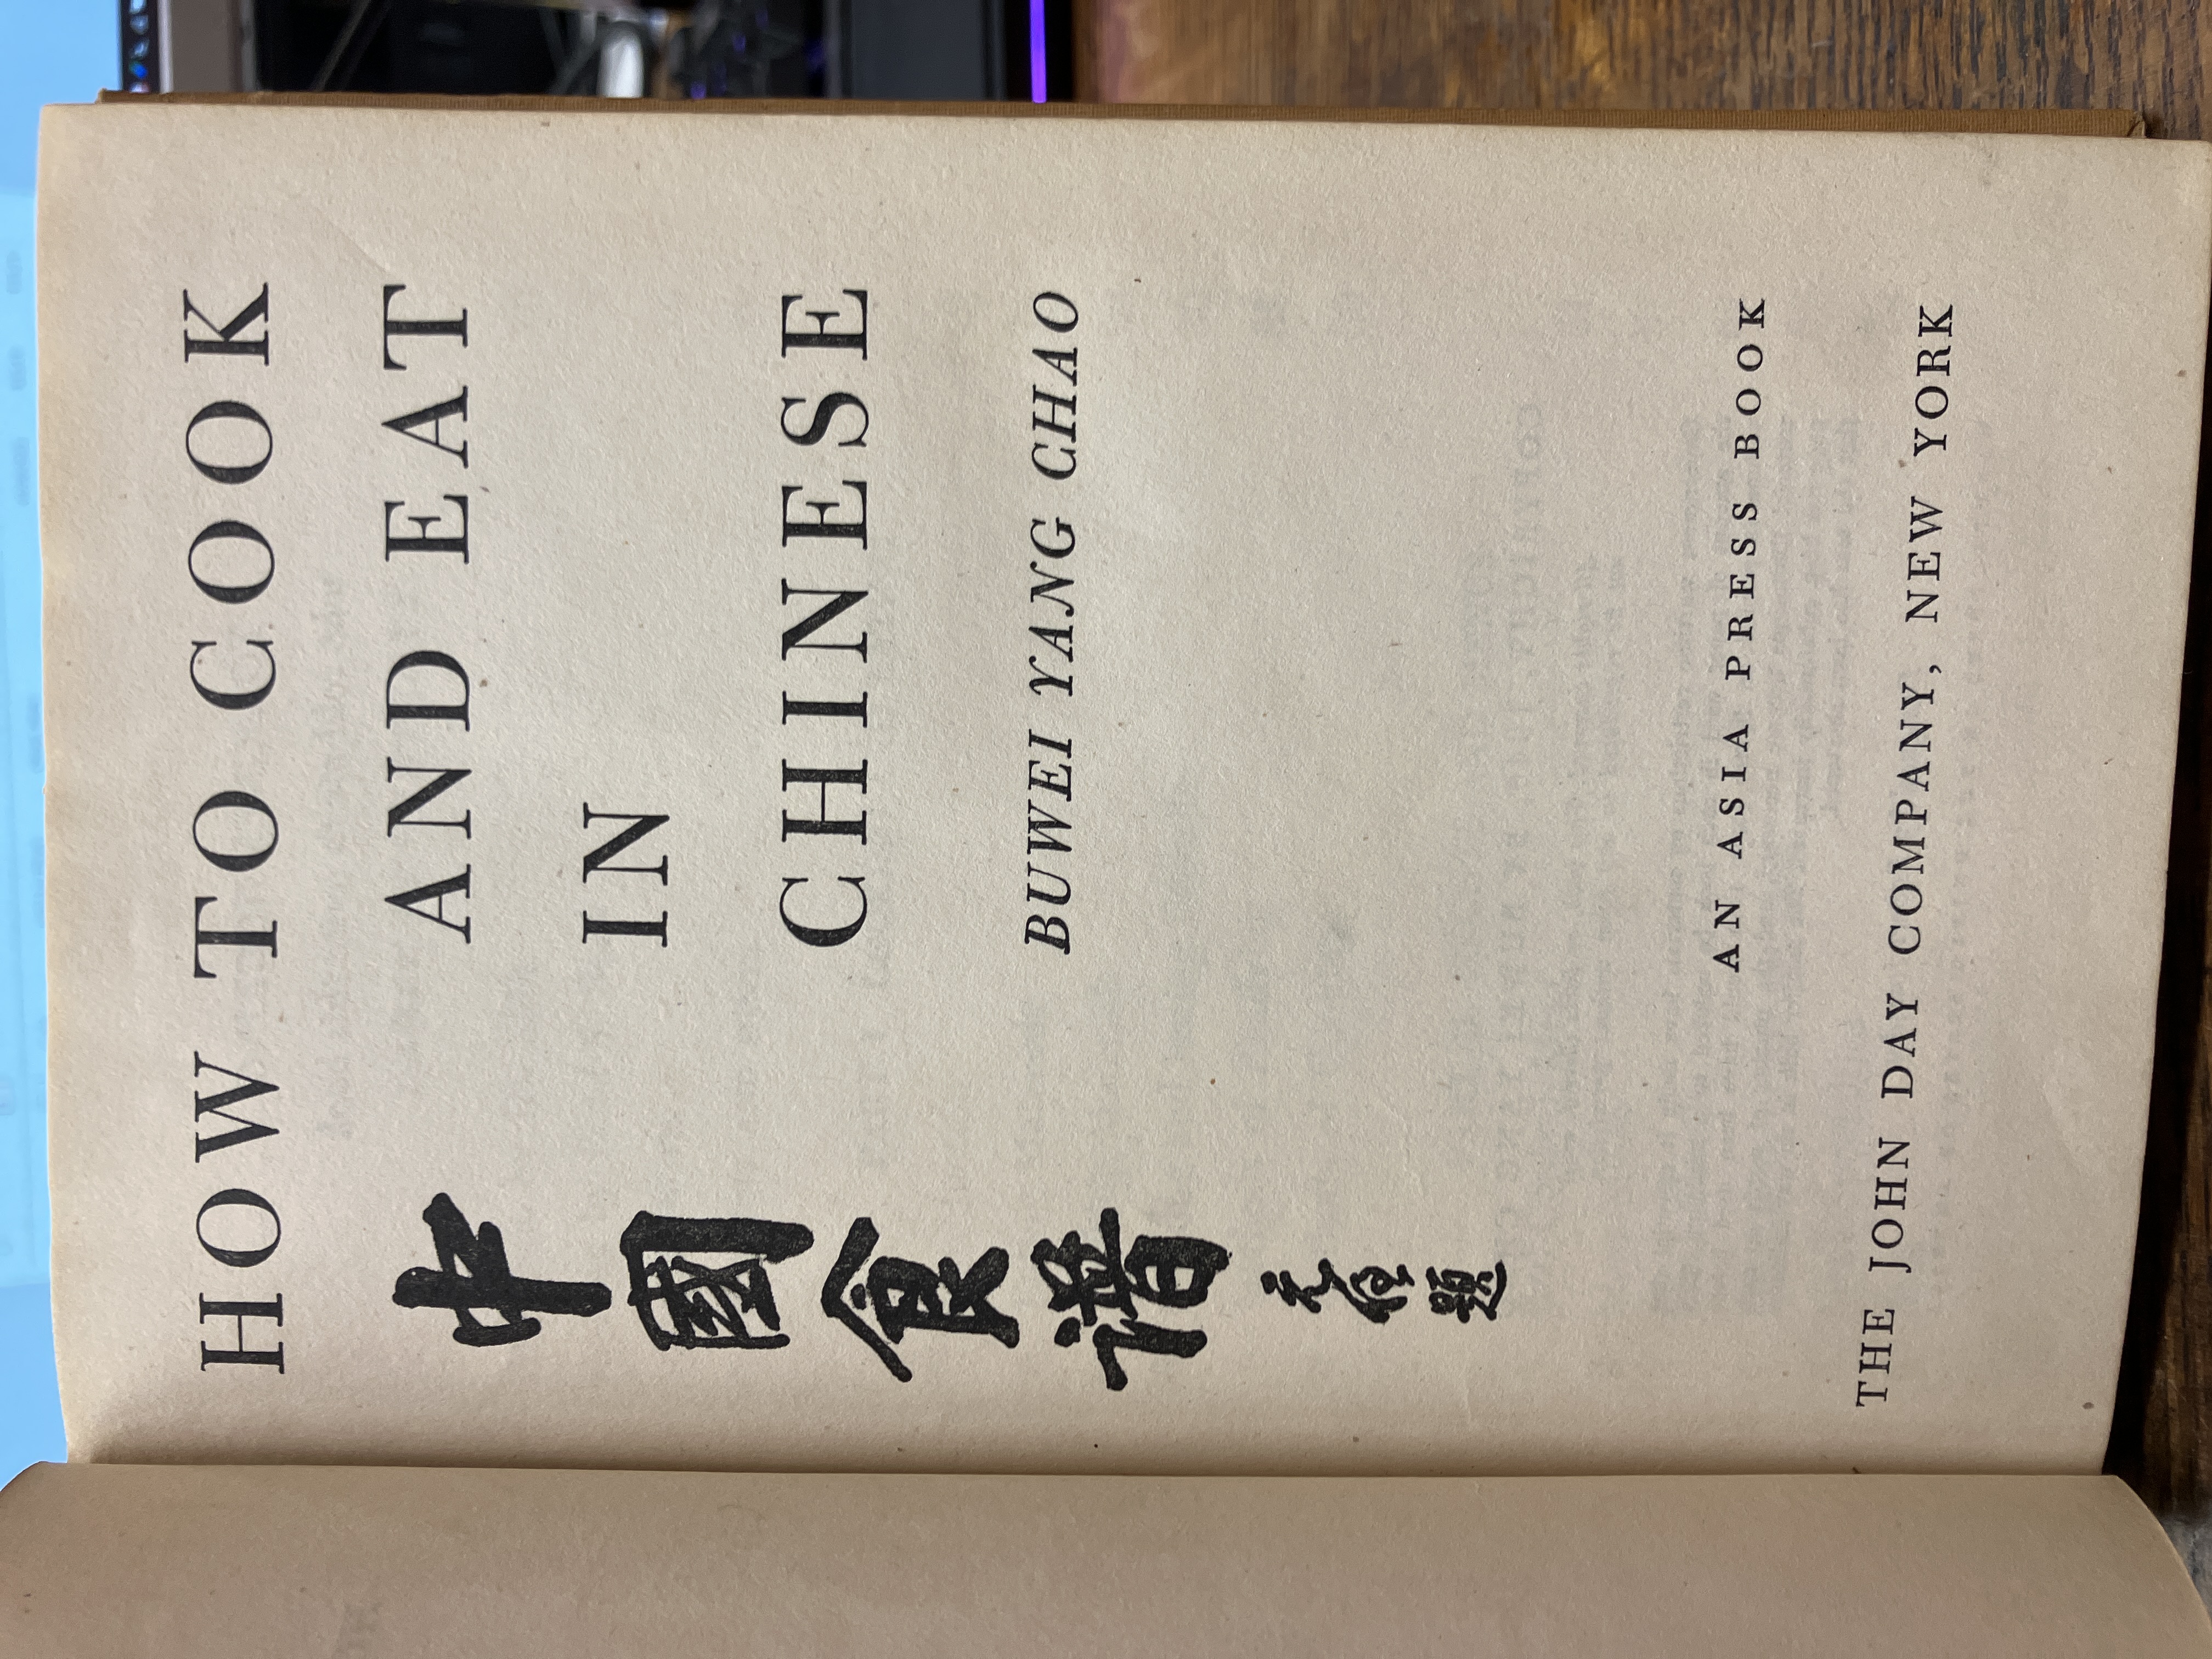 HOW TO COOK
AND EAT
IN
CHINESE
BUWEI YANG CHAO
中國食譜
元任題
AN ASIA PRESS BOOK
THE JOHN DAY COMPANY, NEW YORK